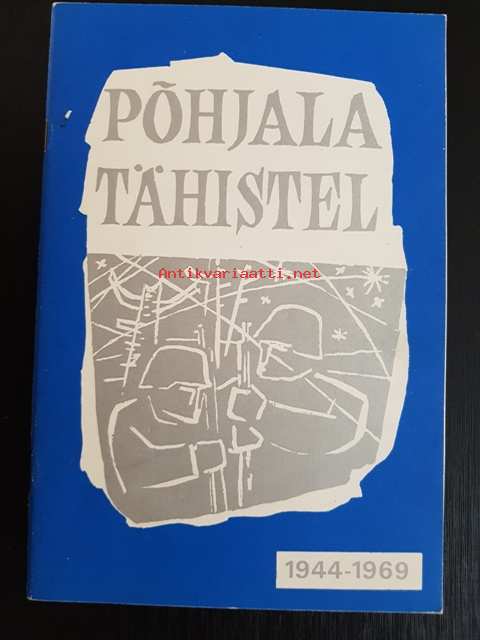 PÕHJALA
TÄHISTEL
Antikvariaatti.net
1944-1969